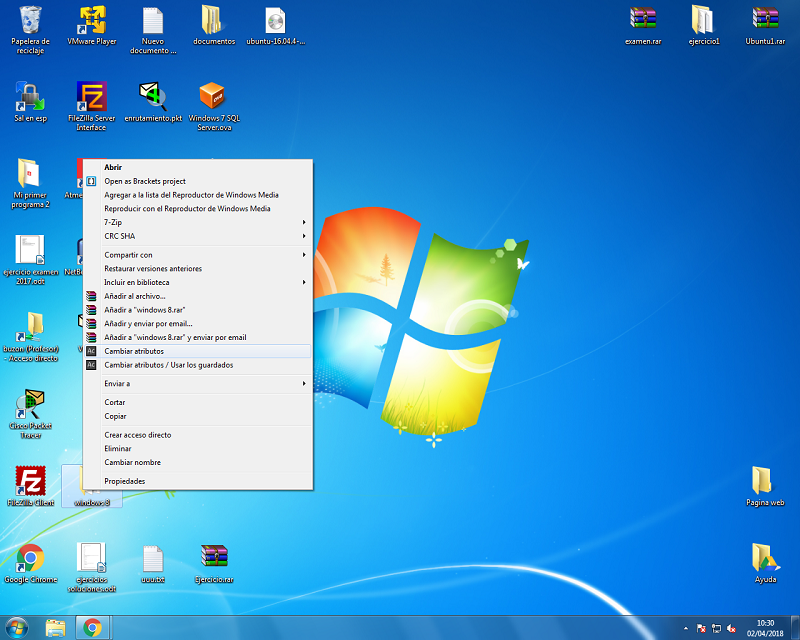 Papelera de
reciclaje
VMware Player
Nuevo
documento ...
documentos
ubuntu-16.04.4-...
examen.rar
ejercicio1
Ubuntu1.rar
Sal en esp
FileZilla Server
Interface
enrutamiento.pkt
Windows 7 SQL
Server.ova
Mi primer
programa 2
Atme
ejercicio examen
2017.odt
NetB
buzon (Profesor)
- Acceso directo
V
Cisco Packet
Tracer
FileZilla Client
windows 8
Abrir
Open as Brackets project
Agregar a la lista del Reproductor de Windows Media
Reproducir con el Reproductor de Windows Media
7-Zip
CRC SHA
Compartir con
Restaurar versiones anteriores
Incluir en biblioteca
Añadir al archivo...
Añadir a "windows 8.rar"
Añadir y enviar por email...
Añadir a "windows 8.rar" y enviar por email
Ac Cambiar atributos
Ac Cambiar atributos / Usar los guardados
Enviar a
Cortar
Copiar
Crear acceso directo
Eliminar
Cambiar nombre
Propiedades
Pagina web
Google Chrome
ejercicios
soluciones.odt
uuu.txt
Ejercicio.rar
Ayuda
10:30
02/04/2018